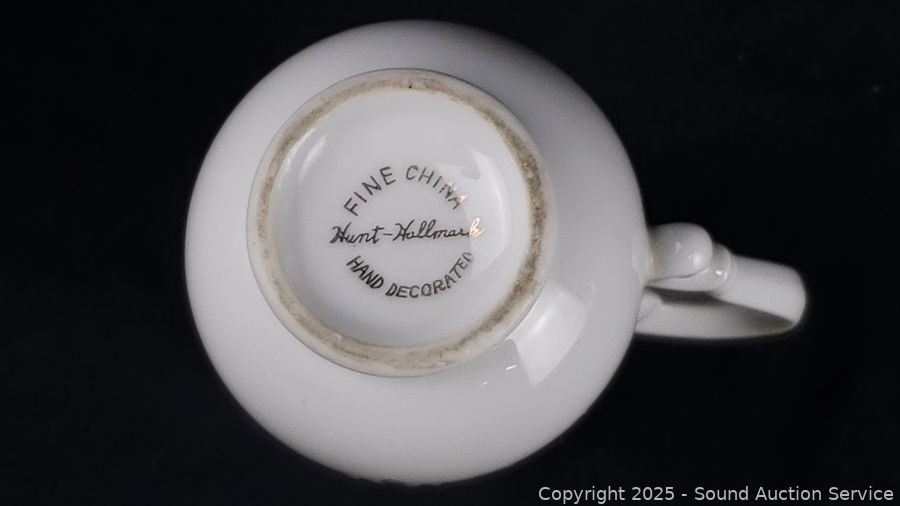 FINE CHINA
Hunt-Hallmark
HAND DECORATED
Copyright 2025 - Sound Auction Service